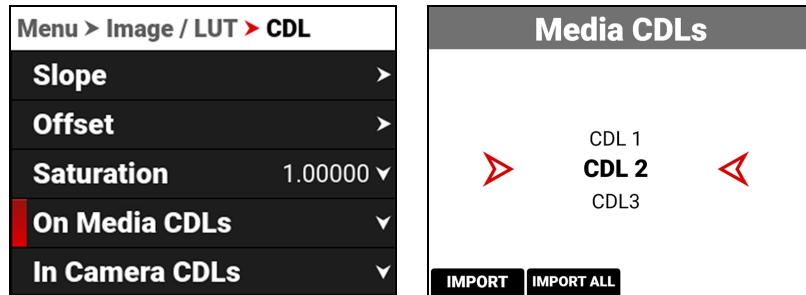 Menu > Image / LUT > CDL
Slope
Offset
Saturation 1.00000
On Media CDLs
In Camera CDLs
Media CDLs
CDL 1
CDL 2
CDL3
IMPORT IMPORT ALL